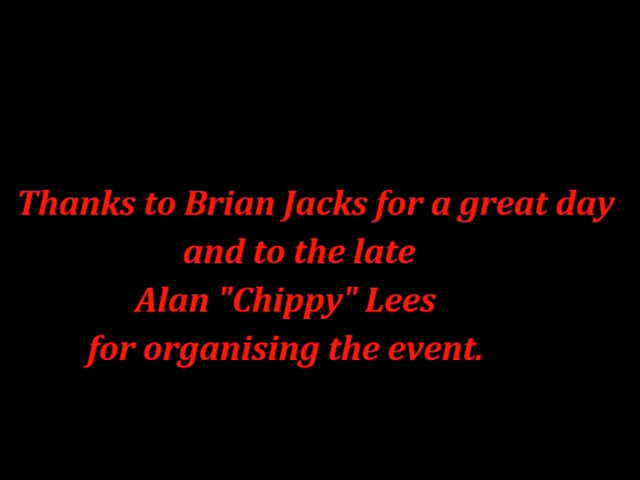 Thanks to Brian Jacks for a great day
and to the late
Alan "Chippy" Lees
for organising the event.